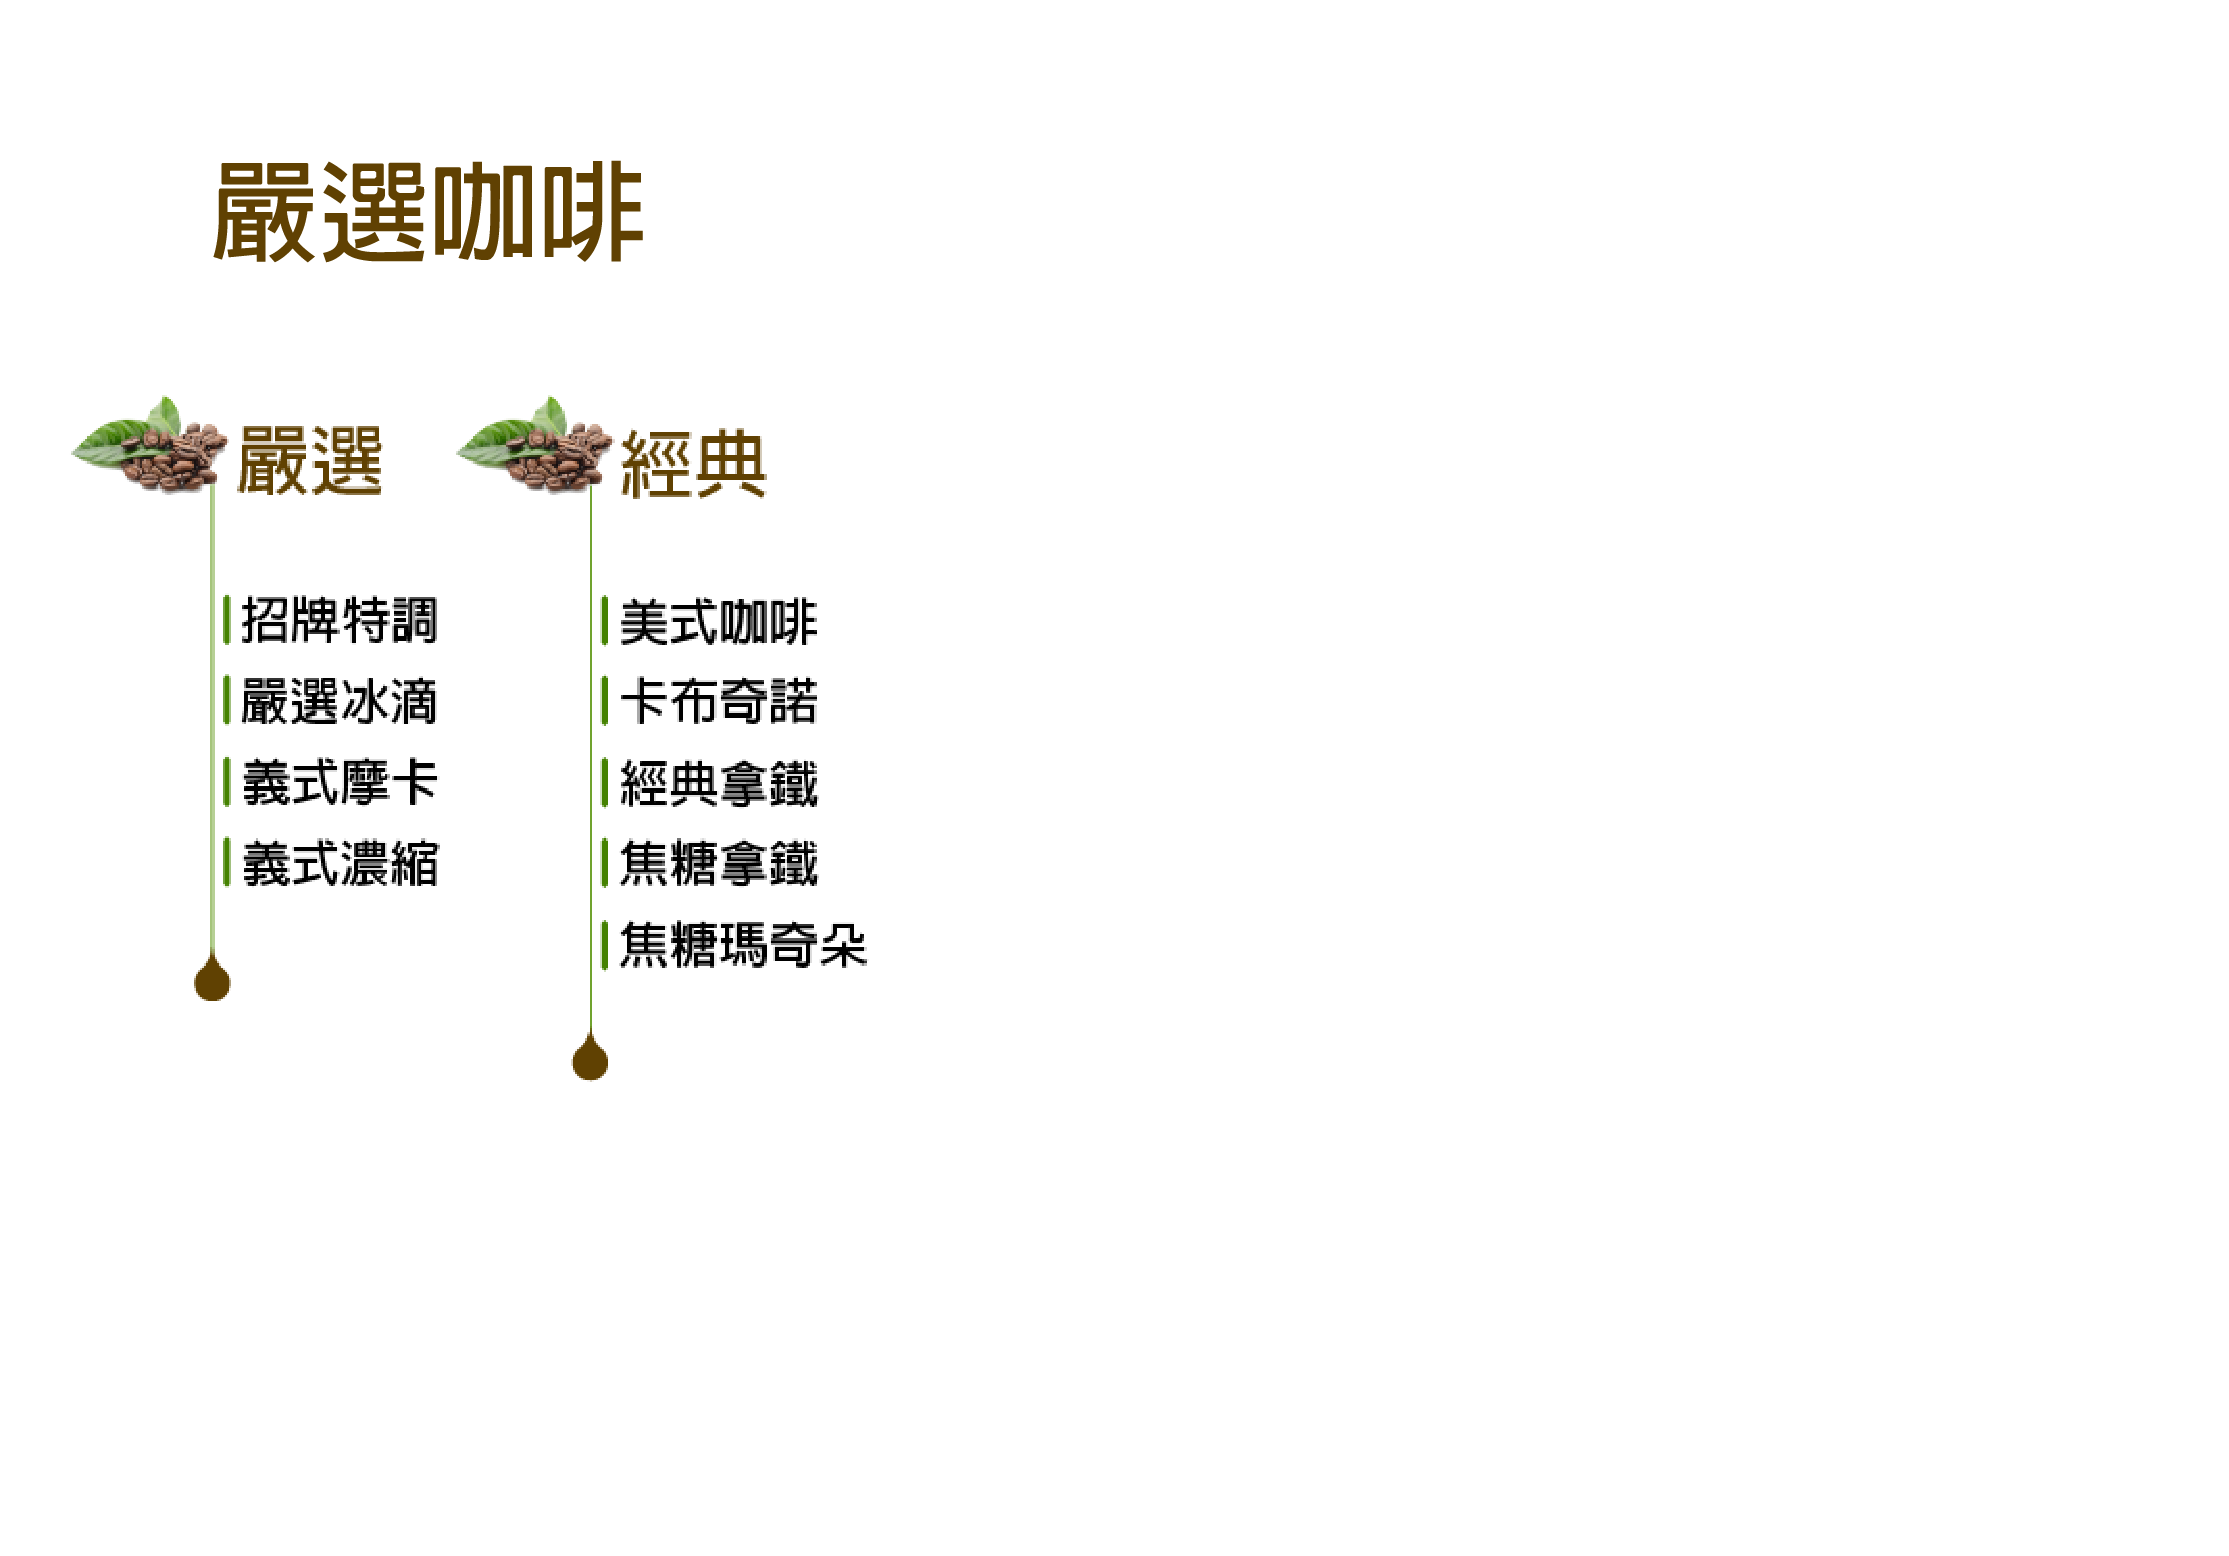 嚴選咖啡
嚴選
招牌特調
嚴選冰滴
義式摩卡
義式濃縮
經典
美式咖啡
卡布奇諾
經典拿鐵
焦糖拿鐵
焦糖瑪奇朵